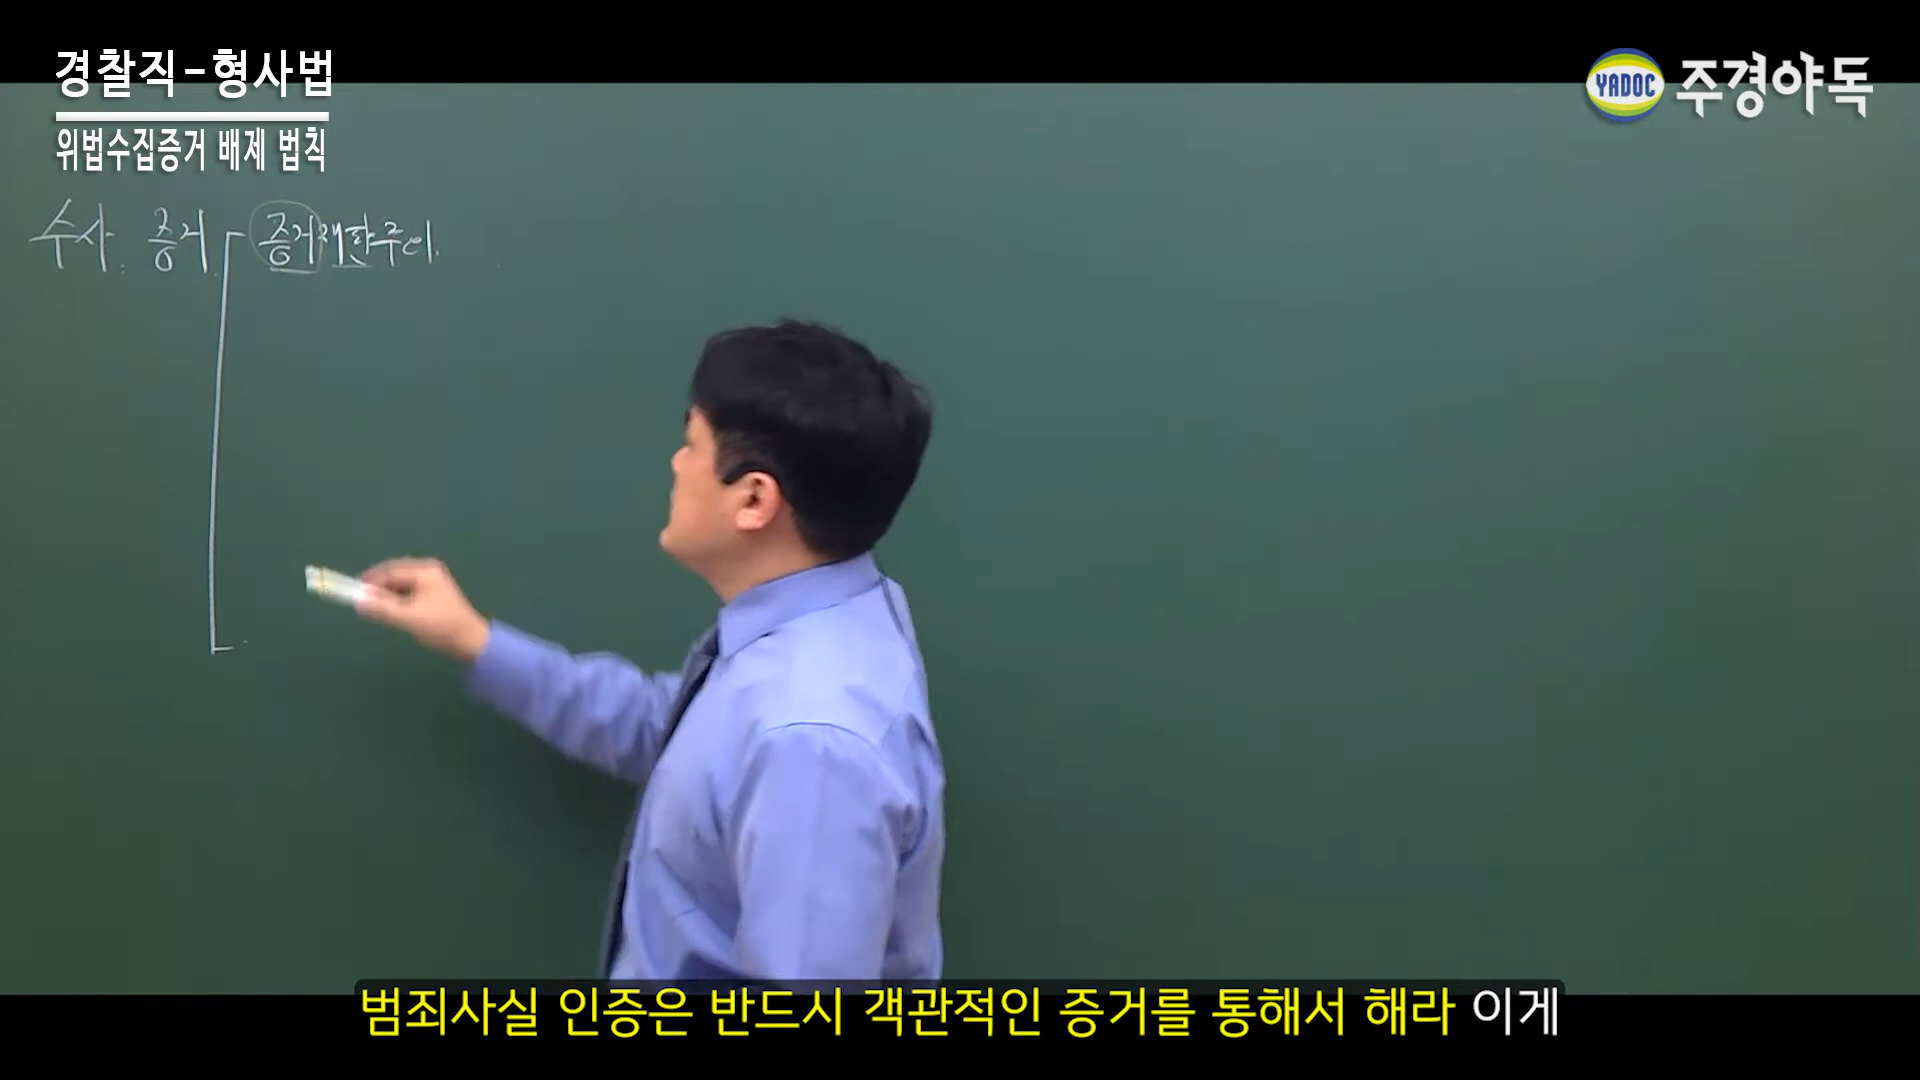 경찰직-형사법
위법수집증거 배제 법칙
YADOC 주경야독
수사 증거 증거재판주의.
범죄사실 인증은 반드시 객관적인 증거를 통해서 해라 이게